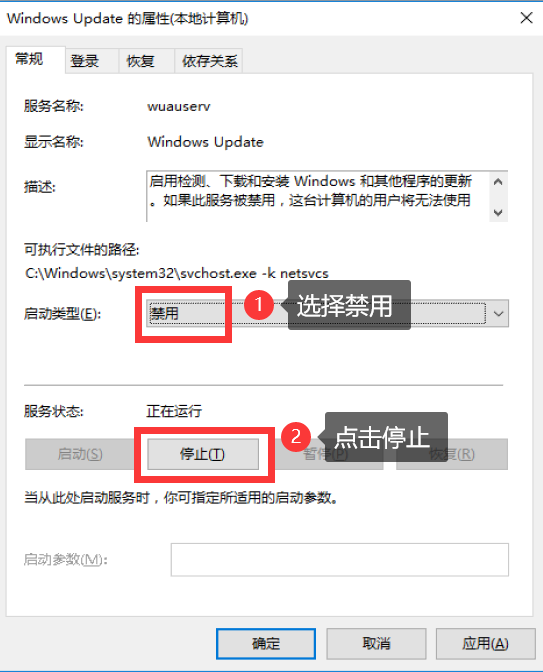 Windows Update 的属性(本地计算机)
常规 登录 恢复 依存关系
服务名称: wuauserv
显示名称: Windows Update
描述: 启用检测、下载和安装 Windows 和其他程序的更新
。如果此服务被禁用，这台计算机的用户将无法使用
可执行文件的路径:
C:\Windows\system32\svchost.exe -k netsvcs
启动类型(E): 禁用 1 选择禁用
服务状态: 正在运行
2 点击停止
启动(S) 停止(T) 暂停(P) 恢复(R)
当从此处启动服务时，你可指定所适用的启动参数。
启动参数(M):
确定 取消 应用(A)